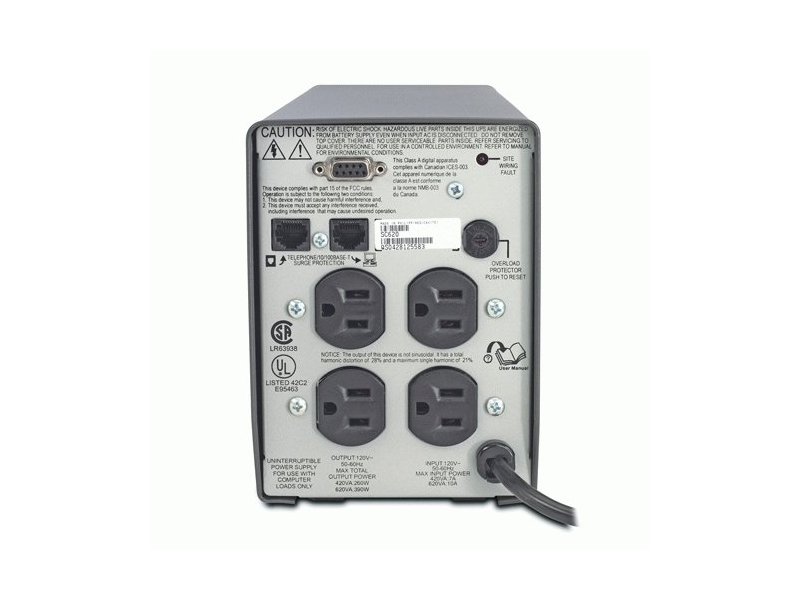 CAUTION:
RISK OF ELECTRIC SHOCK. HAZARDOUS LIVE PARTS INSIDE THIS UPS ARE ENERGIZED
FROM BATTERY SUPPLY EVEN WHEN INPUT AC IS DISCONNECTED. DO NOT REMOVE
TOP COVER. THERE ARE NO USER SERVICEABLE PARTS INSIDE. REFER SERVICING TO
QUALIFIED PERSONNEL. FOR USE IN A CONTROLLED ENVIRONMENT. REFER TO MANUAL
FOR ENVIRONMENTAL CONDITIONS.
This Class A digital apparatus
complies with Canadian ICES-003.
Cet appareil numerique de la
classe A est conforme
a la norme NMB-003
du Canada.
SITE
WIRING
FAULT
This device complies with part 15 of the FCC rules.
Operation is subject to the following two conditions:
1. This device may not cause harmful interference and,
2. This device must accept any interference received,
including interference that may cause undesired operation.
SC620
AS0428125583
TELEPHONE/10/100BASE-T
SURGE PROTECTION
OVERLOAD
PROTECTOR
PUSH TO RESET
SA
LR63938
NOTICE: The output of this device is not sinusoidal. It has a total
harmonic distortion of 28% and a maximum single harmonic of 21%.
UL
LISTED 42C2
E95463
?
User Manual
UNINTERRUPTIBLE
POWER SUPPLY
FOR USE WITH
COMPUTER
LOADS ONLY
OUTPUT 120V~
50-60Hz
MAX TOTAL
OUTPUT POWER
420VA:260W
620VA:390W
INPUT 120V~
50-60Hz
MAX INPUT POWER
420VA:7A
620VA:10A